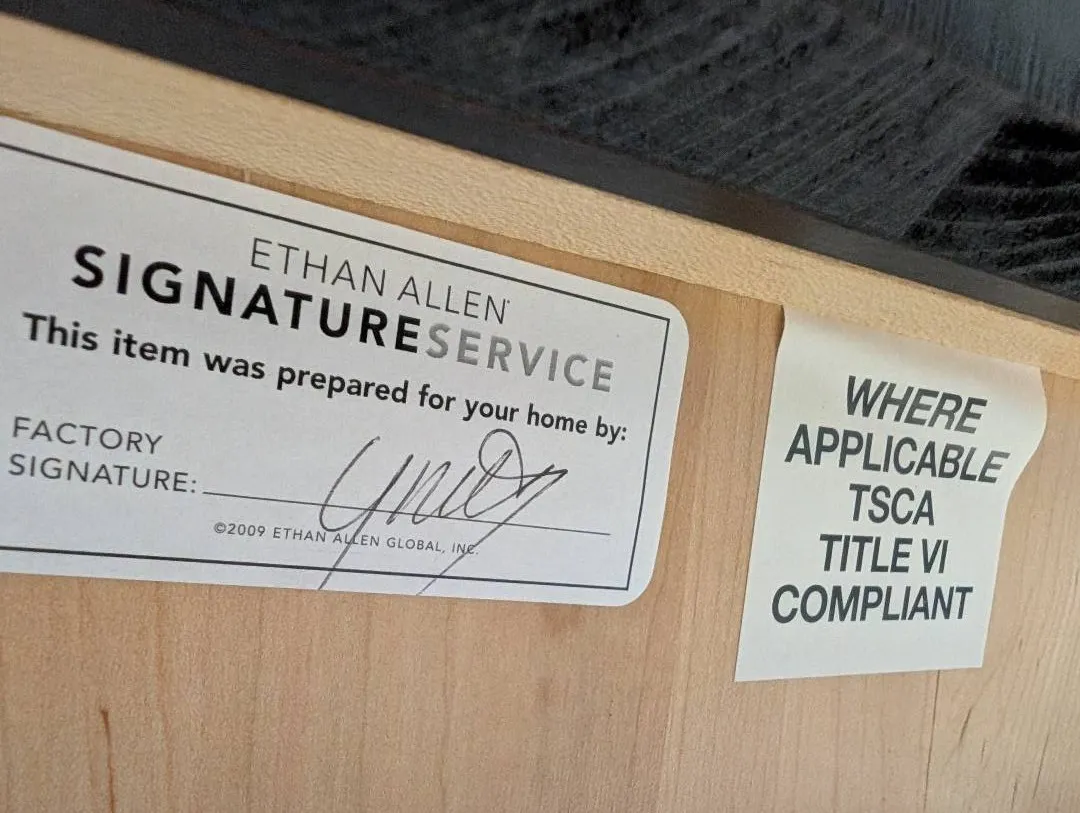 ETHAN ALLEN
SIGNATURESERVICE
This item was prepared for your home by:
FACTORY
SIGNATURE:
©2009 ETHAN ALLEN GLOBAL, INC.
WHERE
APPLICABLE
TSCA
TITLE VI
COMPLIANT